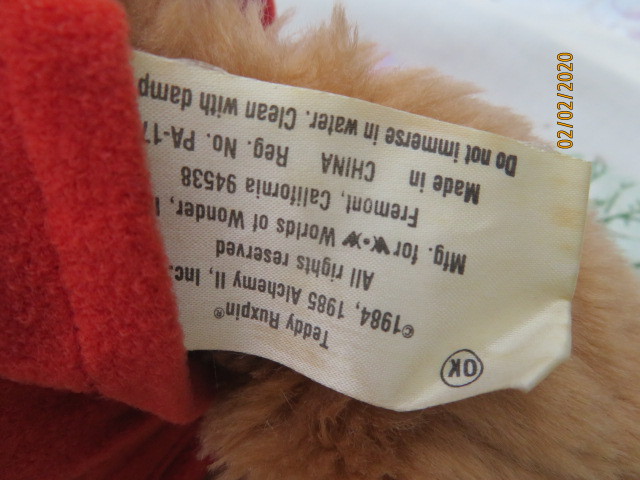 OK
Teddy Ruxpin®
©1984, 1985 Alchemy II, Inc.
All rights reserved
Mfg. for W•W Worlds of Wonder,
Fremont, California 94538
Made in CHINA Reg. No. PA-17
Do not immerse in water. Clean with damp
02/02/2020